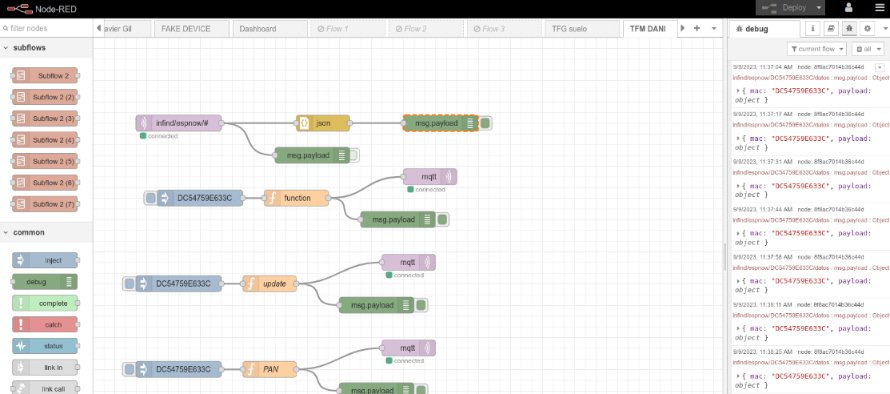 Node-RED
Deploy
filter nodes
subflows
Subflow 2
Subflow 2 (2)
Subflow 2 (3)
Subflow 2 (4)
Subflow 2 (5)
Subflow 2 (6)
Subflow 2 (7)
common
inject
debug
complete
catch
status
link in
link call
avier Gil
FAKE DEVICE
Dashboard
Flow 1
Flow 2
Flow 3
TFG suelo
TFM DANI
infind/espnow/#
connected
json
msg.payload
msg.payload
DC54759E633C
function
mqtt
connected
msg.payload
DC54759E633C
update
mqtt
connected
msg.payload
DC54759E633C
PAN
mqtt
connected
msg.payload
debug
i
current flow
all
9/9/2023, 11:37:04 AM node: 8f6ac7014b36c44d
infind/espnow/DC54759E633C/datos : msg.payload : Object
{ mac: "DC54759E633C", payload:
object }
9/9/2023, 11:37:17 AM node: 8f6ac7014b36c44d
infind/espnow/DC54759E633C/datos : msg.payload : Object
{ mac: "DC54759E633C", payload:
object }
9/9/2023, 11:37:31 AM node: 8f6ac7014b36c44d
infind/espnow/DC54759E633C/datos : msg.payload : Object
{ mac: "DC54759E633C", payload:
object }
9/9/2023, 11:37:44 AM node: 8f6ac7014b36c44d
infind/espnow/DC54759E633C/datos : msg.payload : Object
{ mac: "DC54759E633C", payload:
object }
9/9/2023, 11:37:58 AM node: 8f6ac7014b36c44d
infind/espnow/DC54759E633C/datos : msg.payload : Object
{ mac: "DC54759E633C", payload:
object }
9/9/2023, 11:38:11 AM node: 8f6ac7014b36c44d
infind/espnow/DC54759E633C/datos : msg.payload : Object
{ mac: "DC54759E633C", payload:
object }
9/9/2023, 11:38:25 AM node: 8f6ac7014b36c44d
infind/espnow/DC54759E633C/datos : msg.payload : Object
{ mac: "DC54759E633C", payload:
object }